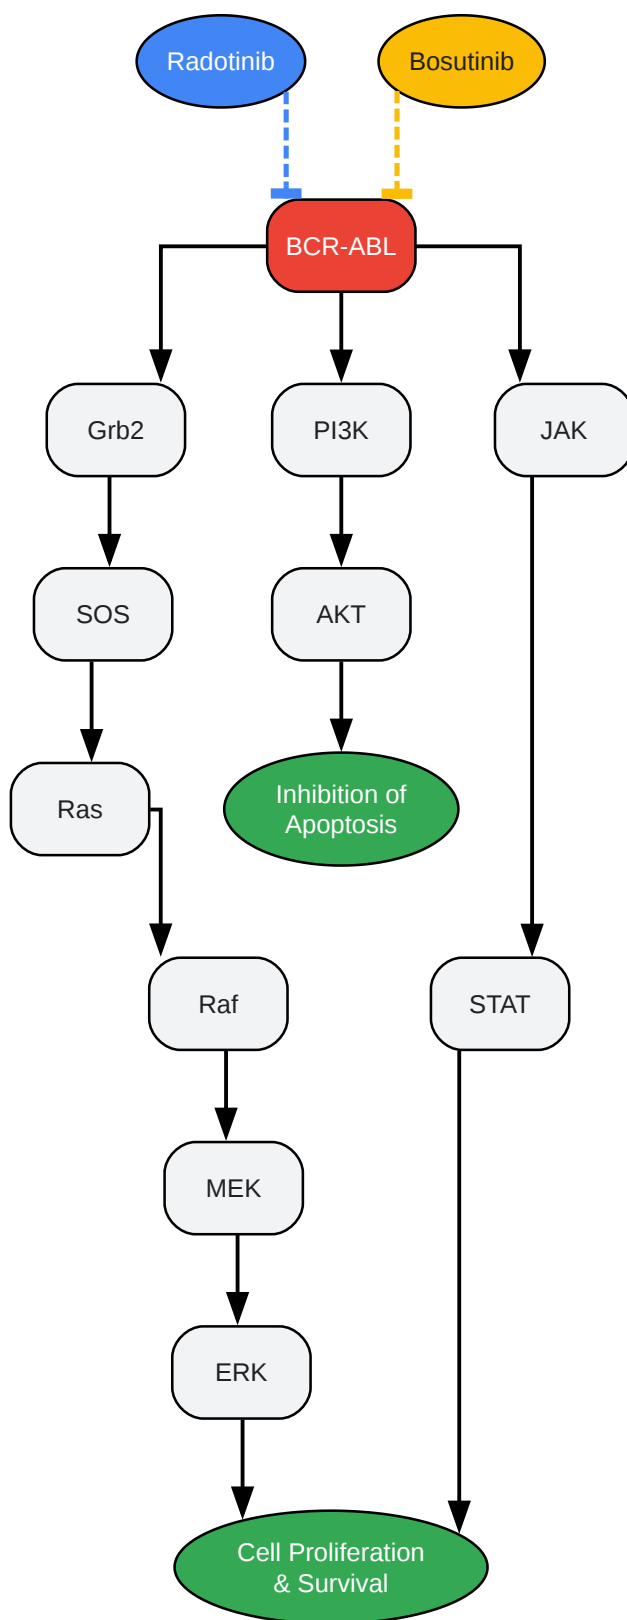 Radotinib
Bosutinib
BCR-ABL
Grb2
PI3K
JAK
SOS
AKT
Ras
Inhibition of
Apoptosis
Raf
STAT
MEK
ERK
Cell Proliferation
& Survival